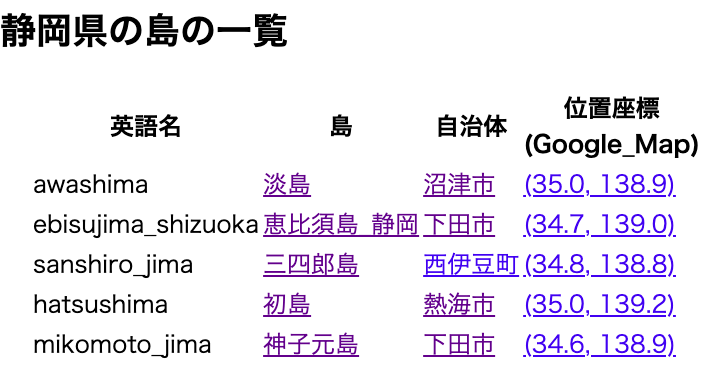 静岡県の島の一覧
英語名 島 自治体 位置座標
(Google_Map)
awashima 淡島 沼津市 (35.0, 138.9)
ebisujima_shizuoka 恵比須島_静岡 下田市 (34.7, 139.0)
sanshiro_jima 三四郎島 西伊豆町 (34.8, 138.8)
hatsushima 初島 熱海市 (35.0, 139.2)
mikomoto_jima 神子元島 下田市 (34.6, 138.9)